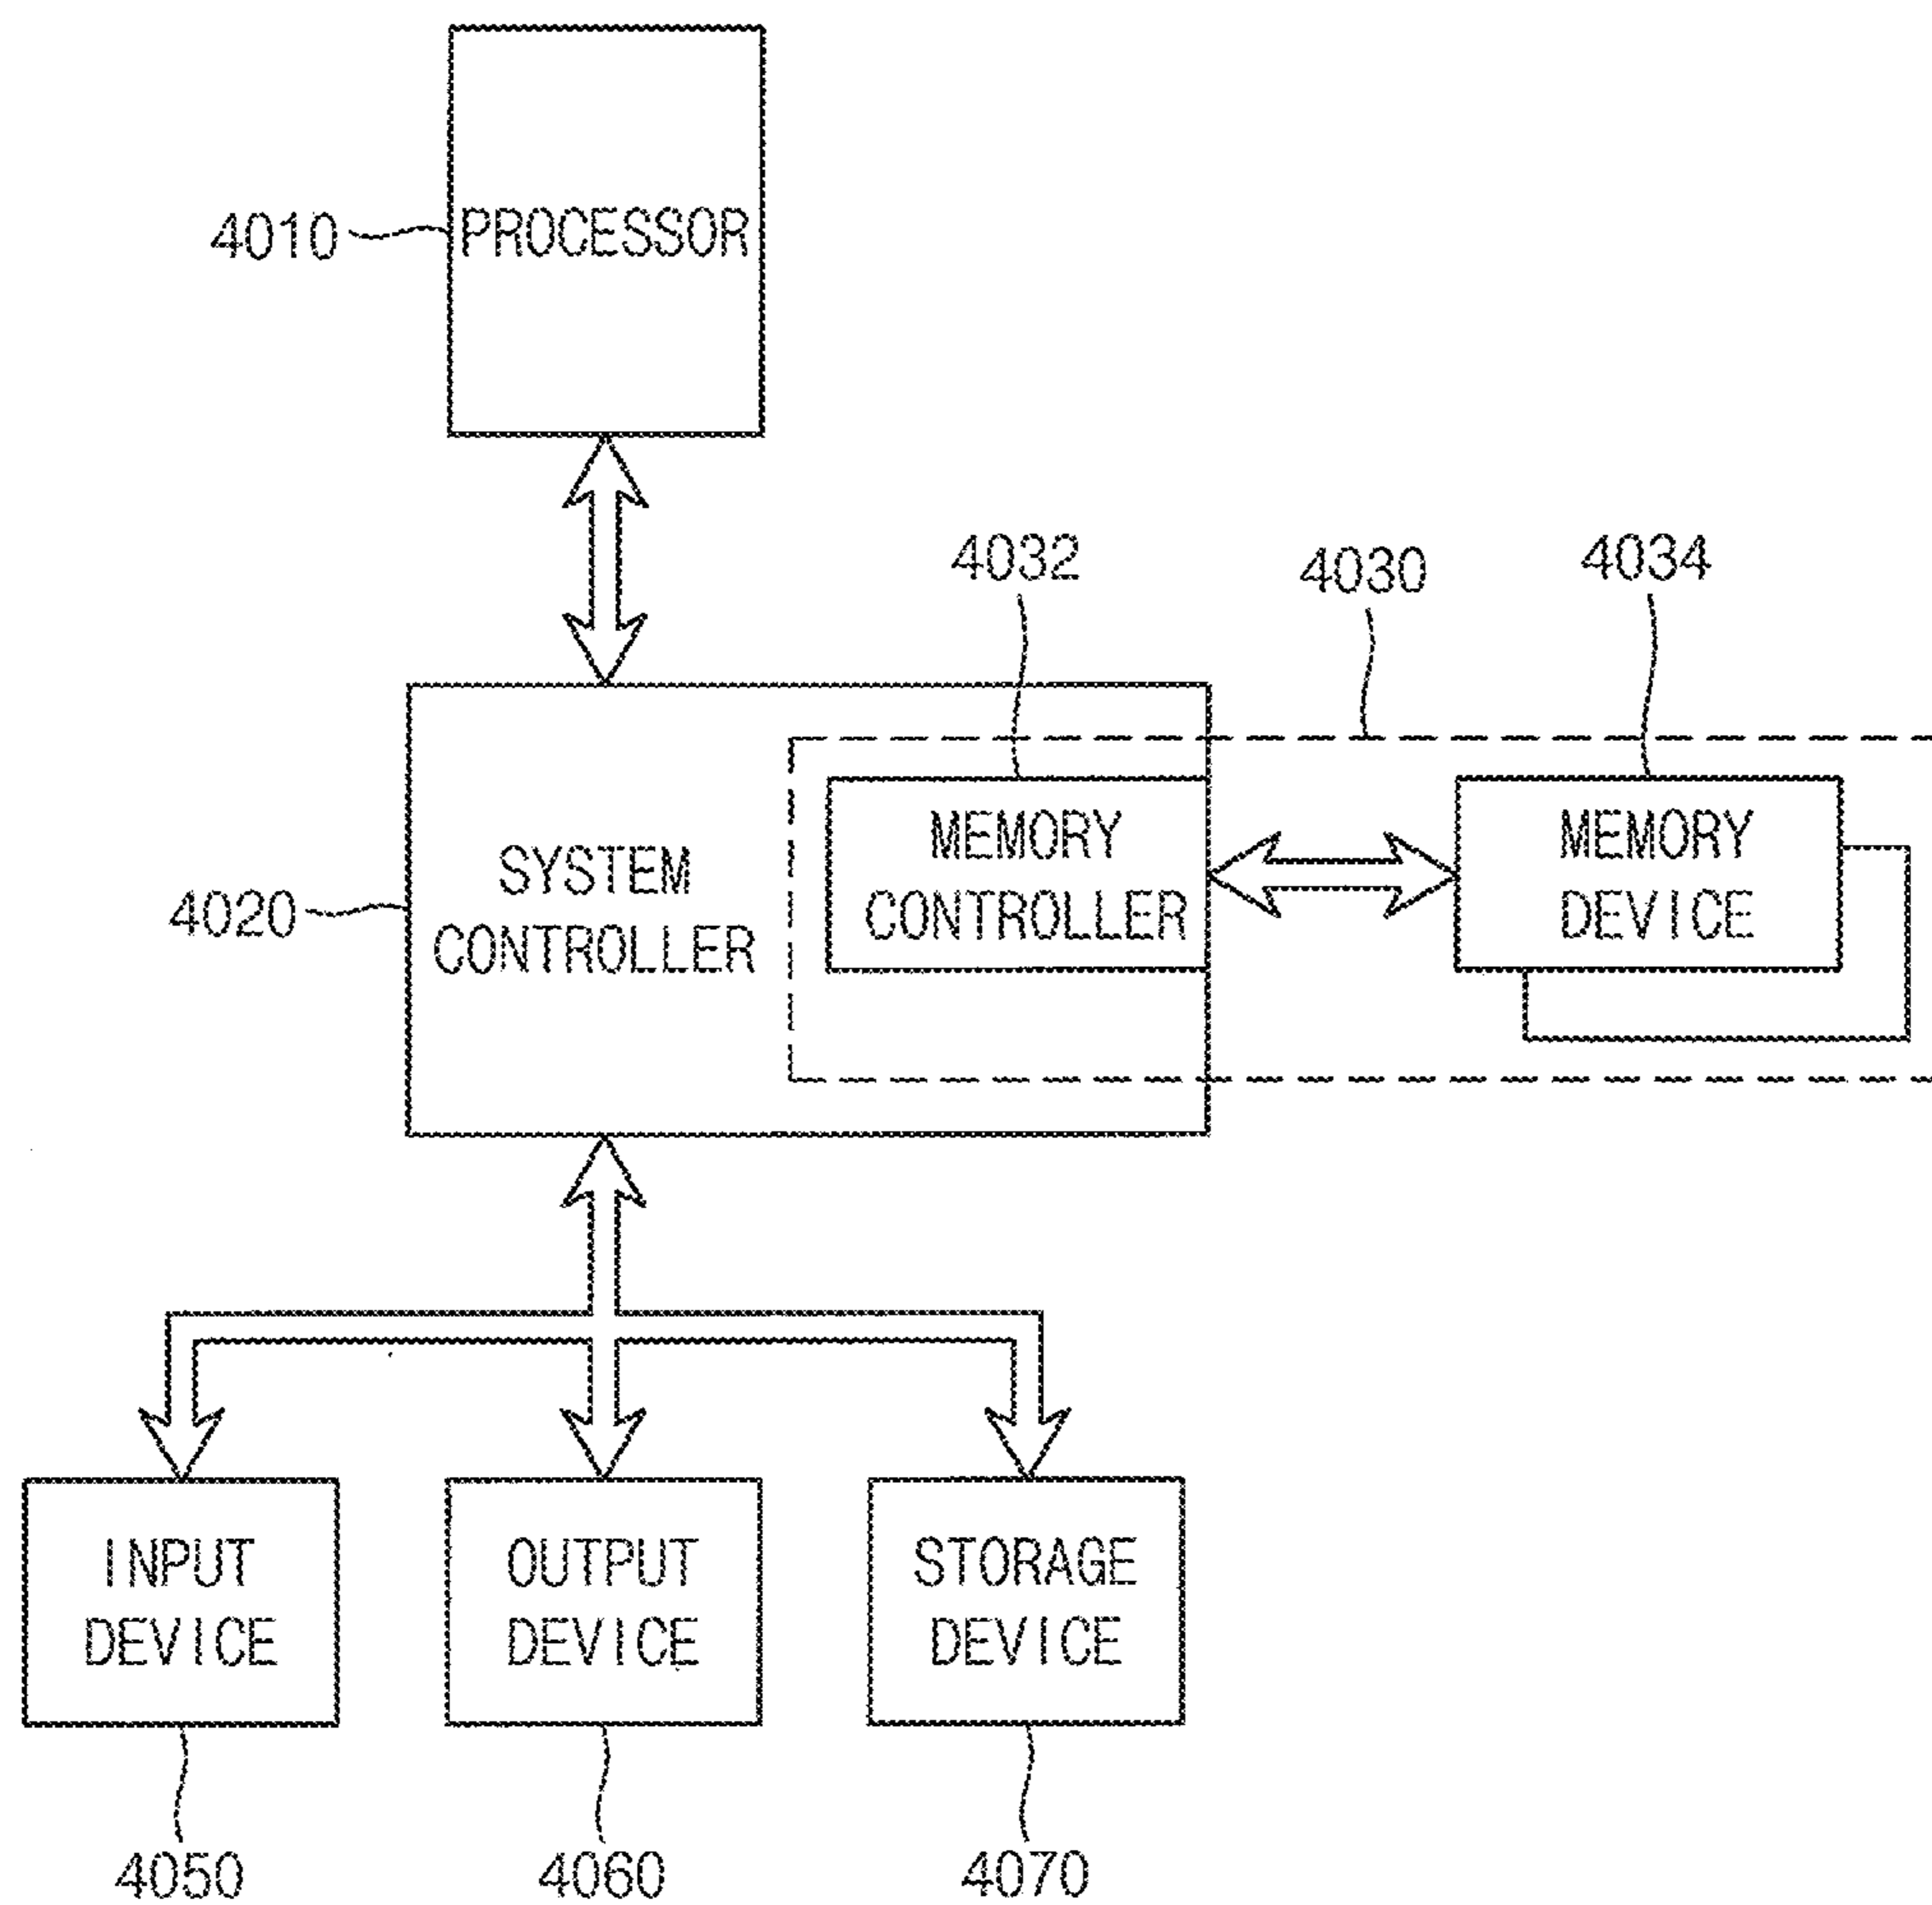 4010
PROCESSOR
4032
4030
4034
4020
SYSTEM
CONTROLLER
MEMORY
CONTROLLER
MEMORY
DEVICE
INPUT
DEVICE
OUTPUT
DEVICE
STORAGE
DEVICE
4050
4060
4070